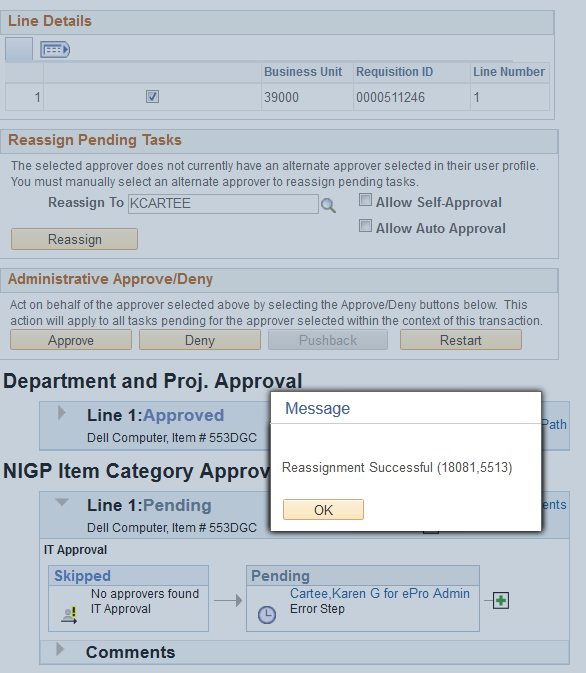 Line Details
Business Unit Requisition ID Line Number
1 39000 0000511246 1
Reassign Pending Tasks
The selected approver does not currently have an alternate approver selected in their user profile.
You must manually select an alternate approver to reassign pending tasks.
Reassign To KCARTEE Allow Self-Approval
Allow Auto Approval
Reassign
Administrative Approve/Deny
Act on behalf of the approver selected above by selecting the Approve/Deny buttons below. This
action will apply to all tasks pending for the approver selected within the context of this transaction.
Approve Deny Pushback Restart
Department and Proj. Approval
Line 1:Approved
Path
Dell Computer, Item # 553DGC
Message
Reassignment Successful (18081,5513)
OK
NIGP Item Category Approv
Line 1:Pending
ents
Dell Computer, Item # 553DGC
IT Approval
Skipped
No approvers found
IT Approval
Pending
Cartee,Karen G for ePro Admin
Error Step
Comments